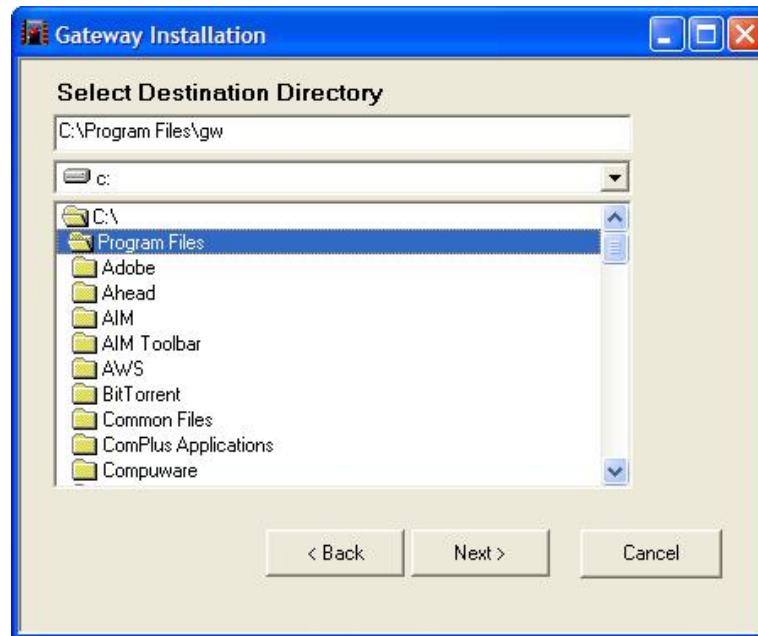 Gateway Installation
Select Destination Directory
C:\Program Files\gw
c:
C:\
Program Files
Adobe
Ahead
AIM
AIM Toolbar
AWS
BitTorrent
Common Files
ComPlus Applications
Compuware
< Back Next > Cancel